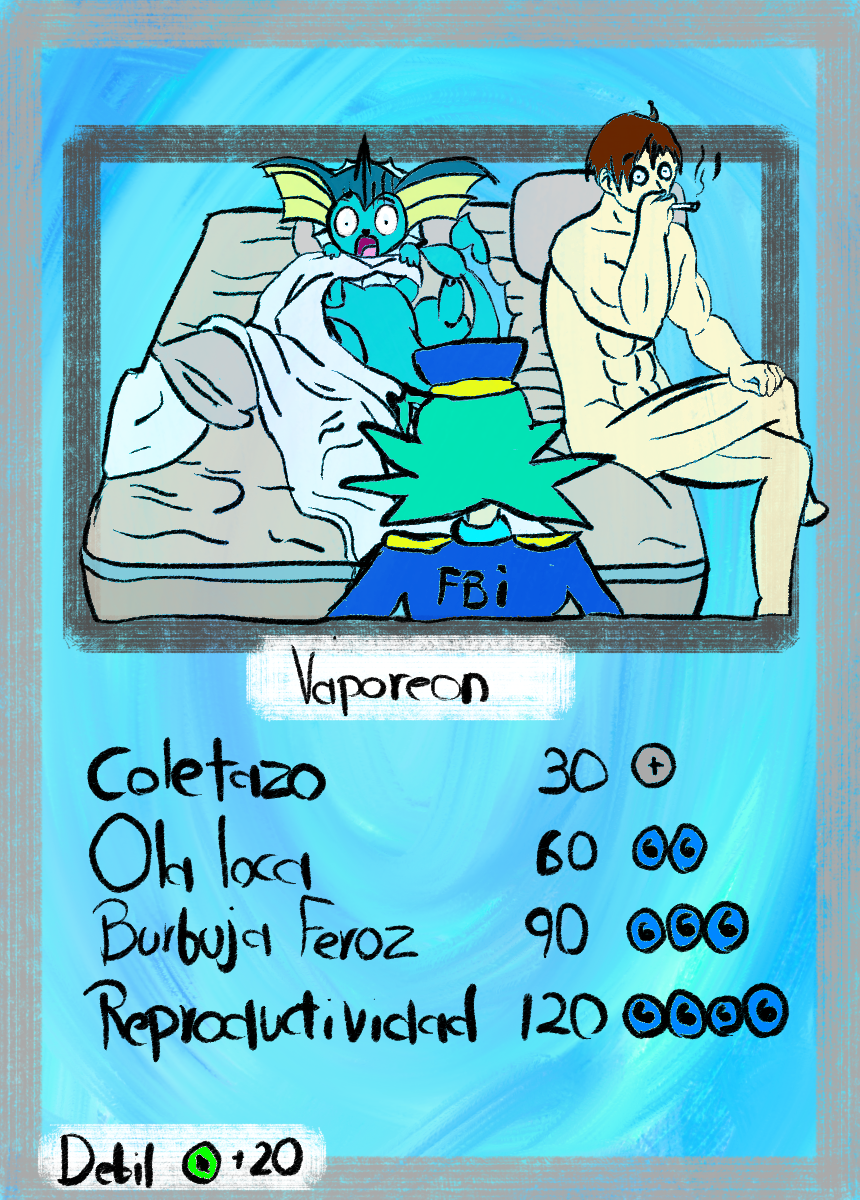 FBi
Vaporeon
Coletazo 30 +
Ola loca 60
Burbuja Feroz 90
Reproductividad 120
Debil +20